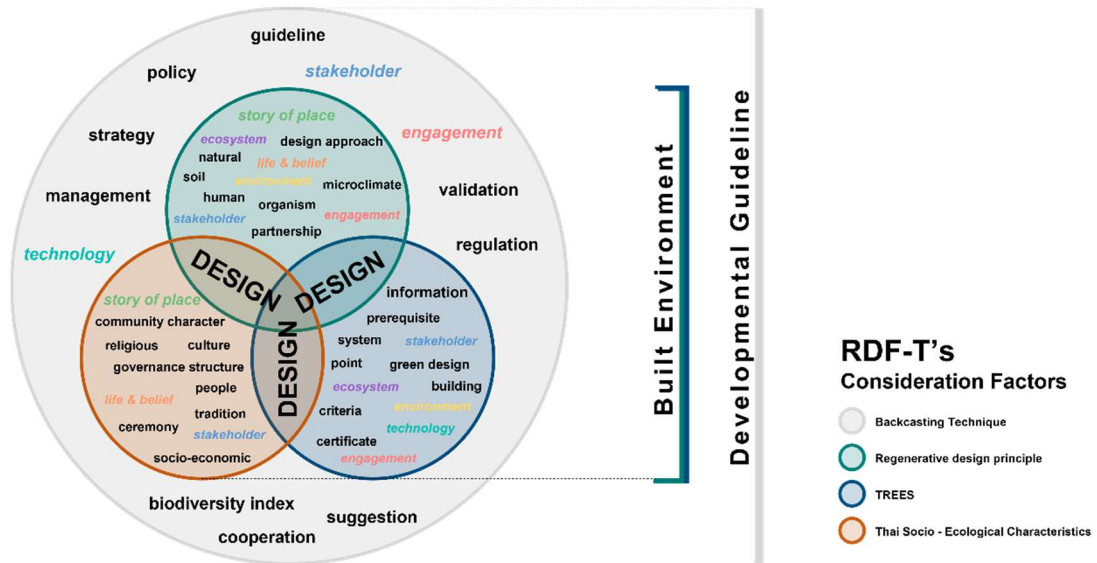 guideline
policy
stakeholder
strategy
engagement
management
validation
technology
regulation
story of place
ecosystem
design approach
natural
life & belief
soil
environment
microclimate
human
organism
stakeholder
engagement
partnership
DESIGN
DESIGN
DESIGN
story of place
community character
religious
culture
governance structure
people
life & belief
tradition
ceremony
stakeholder
socio-economic
information
prerequisite
system
stakeholder
point
green design
ecosystem
building
criteria
environment
technology
certificate
engagement
biodiversity index
suggestion
cooperation
Built Environment
Developmental Guideline
RDF-T's
Consideration Factors
Backcasting Technique
Regenerative design principle
TREES
Thai Socio - Ecological Characteristics